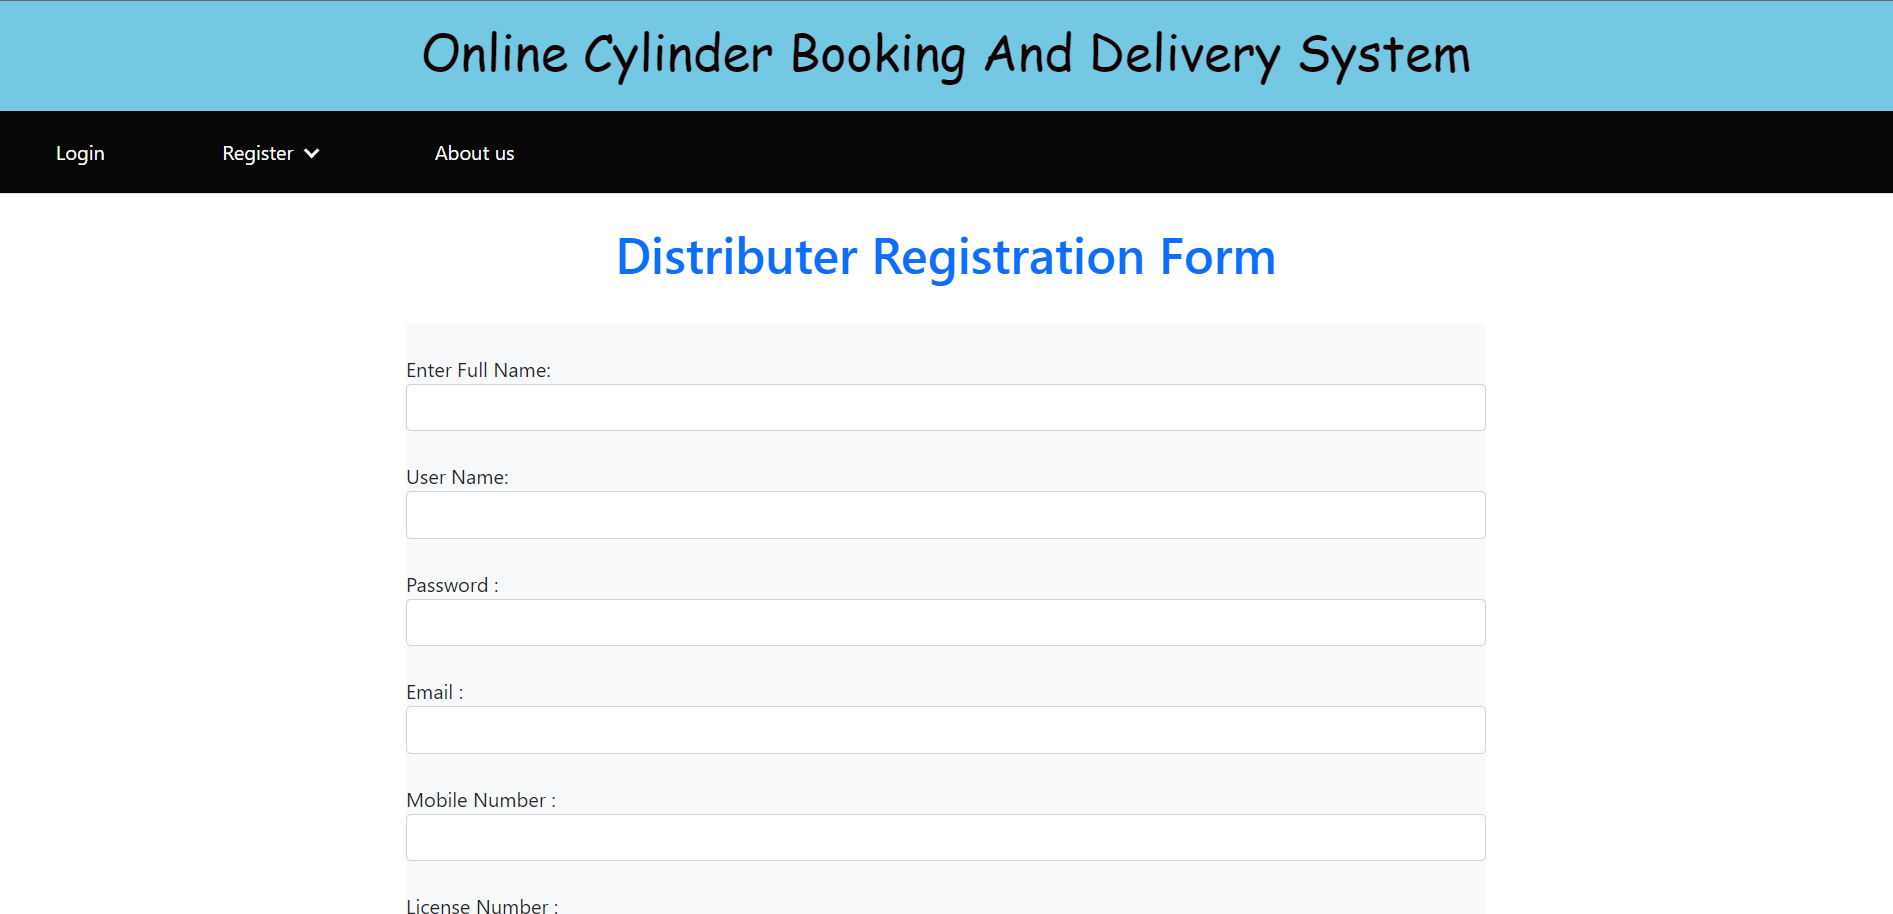 Online Cylinder Booking And Delivery System
Login Register About us
Distributer Registration Form
Enter Full Name:
User Name:
Password :
Email :
Mobile Number :
License Number :